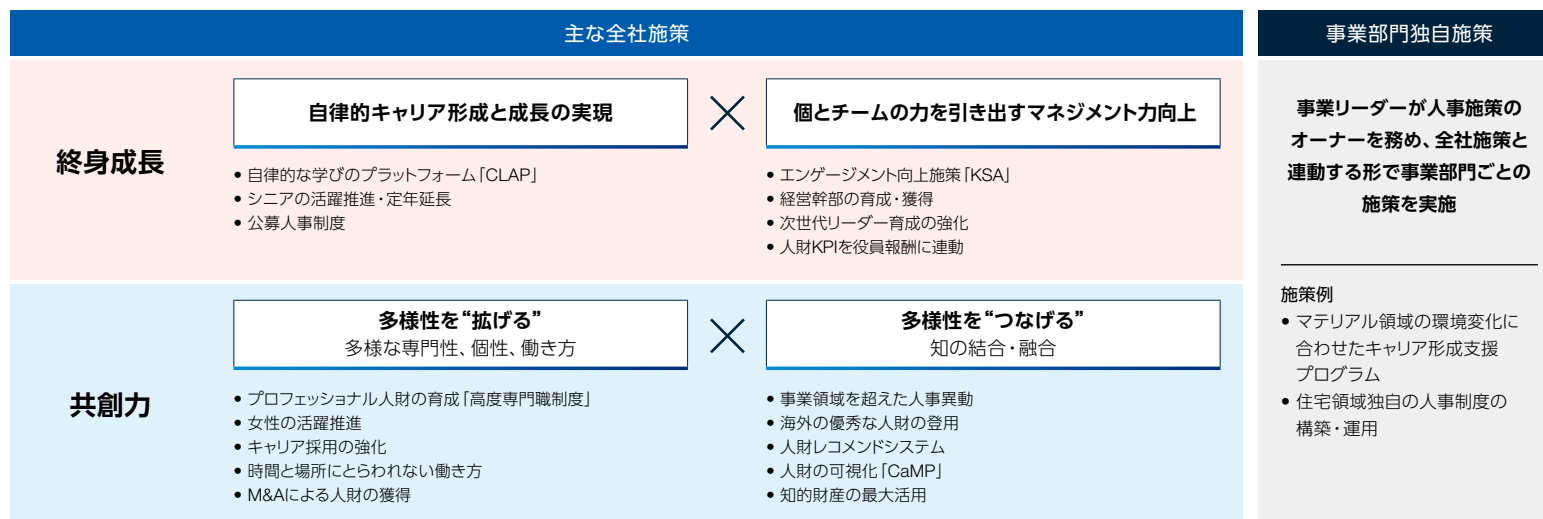 主な全社施策
終身成長
自律的キャリア形成と成長の実現
• 自律的な学びのプラットフォーム「CLAP」
• シニアの活躍推進・定年延長
• 公募人事制度
×
個とチームの力を引き出すマネジメント力向上
• エンゲージメント向上施策「KSA」
• 経営幹部の育成・獲得
• 次世代リーダー育成の強化
• 人財KPIを役員報酬に連動
共創力
多様性を“拡げる”
多様な専門性、個性、働き方
• プロフェッショナル人財の育成「高度専門職制度」
• 女性の活躍推進
• キャリア採用の強化
• 時間と場所にとらわれない働き方
• M&Aによる人財の獲得
×
多様性を“つなげる”
知の結合・融合
• 事業領域を超えた人事異動
• 海外の優秀な人財の登用
• 人財レコメンドシステム
• 人財の可視化「CaMP」
• 知的財産の最大活用
事業部門独自施策
事業リーダーが人事施策の
オーナーを務め、全社施策と
連動する形で事業部門ごとの
施策を実施
施策例
• マテリアル領域の環境変化に
合わせたキャリア形成支援
プログラム
• 住宅領域独自の人事制度の
構築・運用